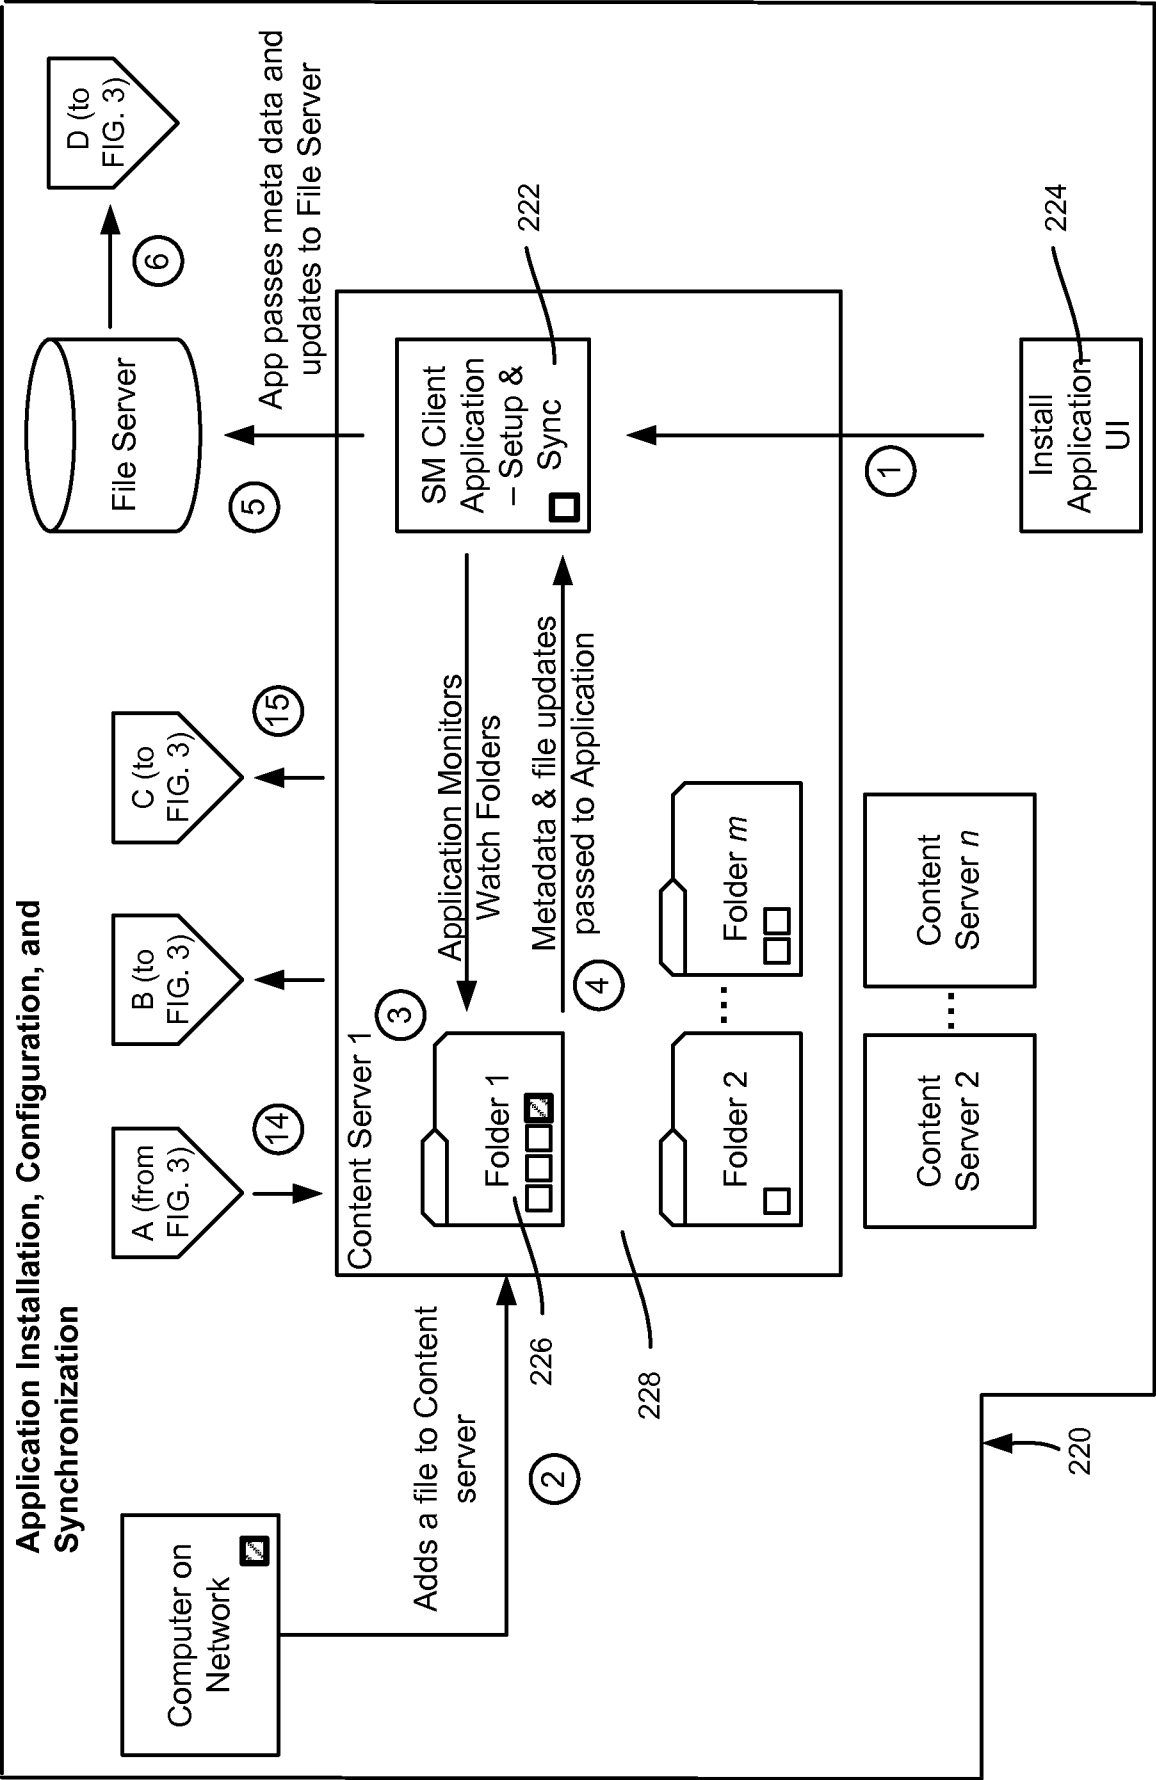 Application Installation, Configuration, and
Synchronization
Computer on
Network
Adds a file to Content
server
2
A (from
FIG. 3)
14
B (to
FIG. 3)
C (to
FIG. 3)
15
File Server
5
6
D (to
FIG. 3)
App passes meta data and
updates to File Server
Content Server 1
3
Folder 1
226
228
Application Monitors
Watch Folders
Metadata & file updates
passed to Application
4
SM Client
Application
– Setup &
Sync
222
Folder 2
...
Folder m
1
Content
Server 2
...
Content
Server n
Install
Application
UI
224
220